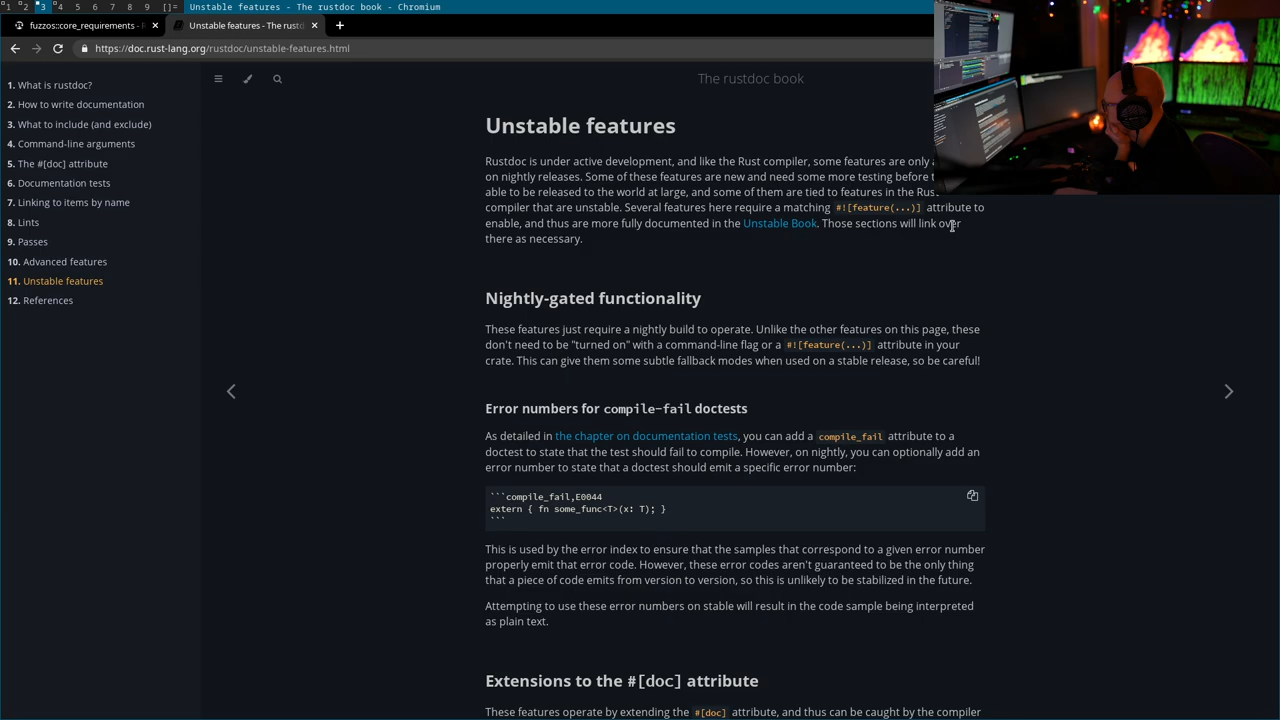 1 2 3 4 5 6 7 8 9 []= Unstable features - The rustdoc book - Chromium
fuzzos::core_requirements - R
Unstable features - The rustd
https://doc.rust-lang.org/rustdoc/unstable-features.html
1. What is rustdoc?
2. How to write documentation
3. What to include (and exclude)
4. Command-line arguments
5. The #[doc] attribute
6. Documentation tests
7. Linking to items by name
8. Lints
9. Passes
10. Advanced features
11. Unstable features
12. References
The rustdoc book
Unstable features
Rustdoc is under active development, and like the Rust compiler, some features are only
on nightly releases. Some of these features are new and need some more testing before
able to be released to the world at large, and some of them are tied to features in the Rus
compiler that are unstable. Several features here require a matching #![feature(...)] attribute to
enable, and thus are more fully documented in the Unstable Book. Those sections will link over
there as necessary.
Nightly-gated functionality
These features just require a nightly build to operate. Unlike the other features on this page, these
don't need to be "turned on" with a command-line flag or a #![feature(...)] attribute in your
crate. This can give them some subtle fallback modes when used on a stable release, so be careful!
Error numbers for compile-fail doctests
As detailed in the chapter on documentation tests, you can add a compile_fail attribute to a
doctest to state that the test should fail to compile. However, on nightly, you can optionally add an
error number to state that a doctest should emit a specific error number:
```compile_fail,E0044
extern { fn some_func<T>(x: T); }
```
This is used by the error index to ensure that the samples that correspond to a given error number
properly emit that error code. However, these error codes aren't guaranteed to be the only thing
that a piece of code emits from version to version, so this is unlikely to be stabilized in the future.
Attempting to use these error numbers on stable will result in the code sample being interpreted
as plain text.
Extensions to the #[doc] attribute
These features operate by extending the #[doc] attribute, and thus can be caught by the compiler